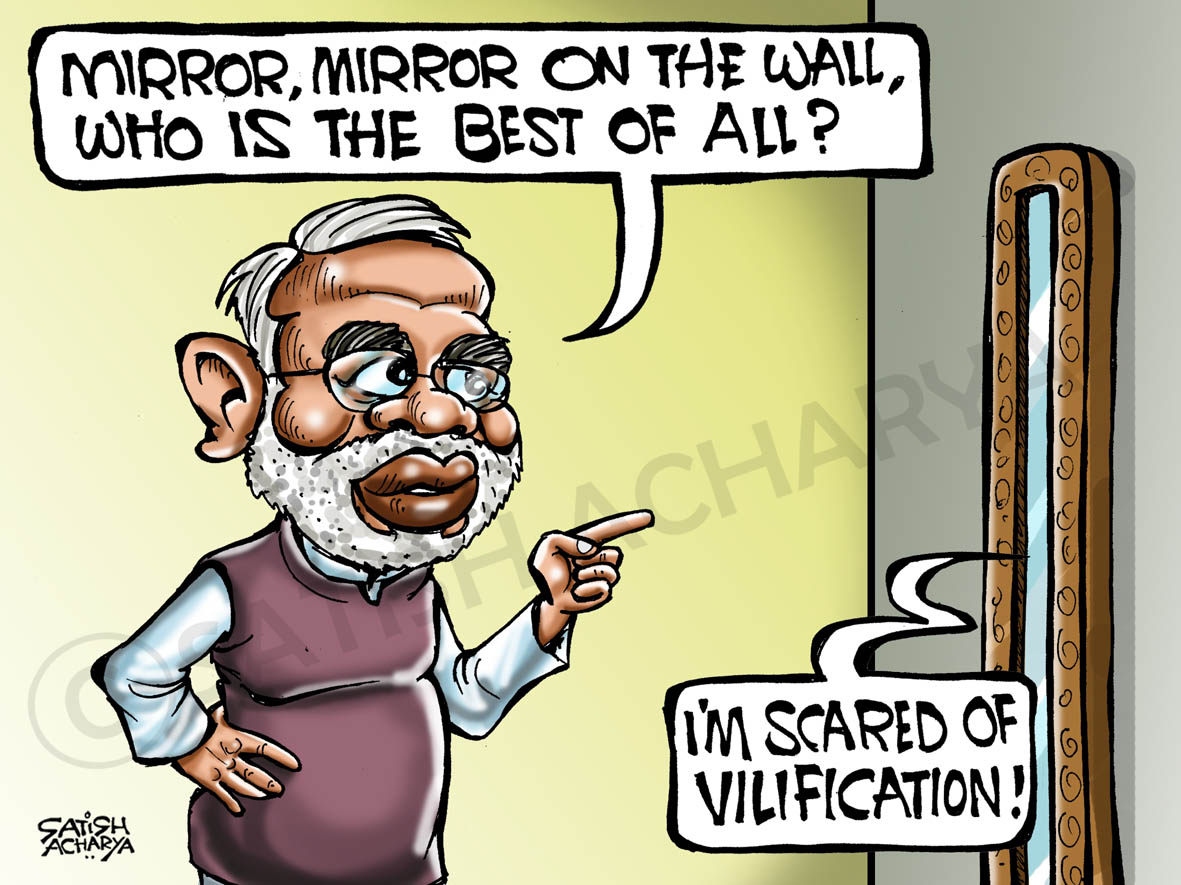 MIRROR, MIRROR ON THE WALL,
WHO IS THE BEST OF ALL?
I'M SCARED OF
VILIFICATION!
© SATISH ACHARYA
SATISH
ACHARYA